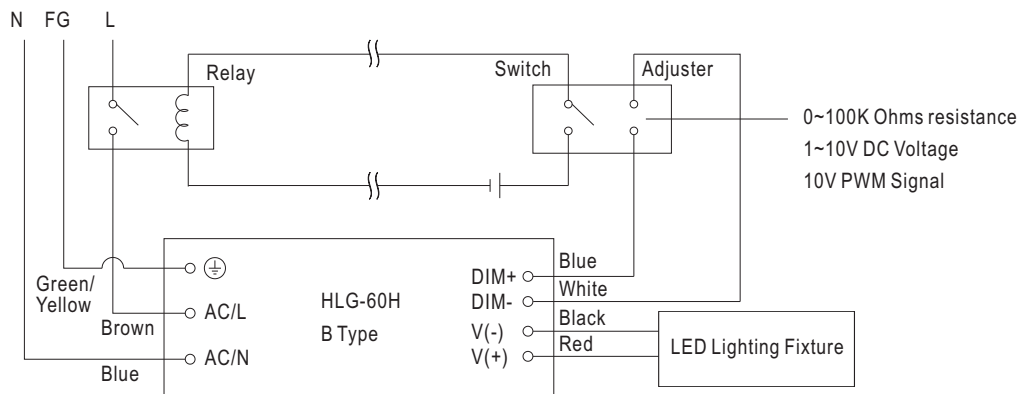 N FG L
Relay
Switch
Adjuster
0~100K Ohms resistance
1~10V DC Voltage
10V PWM Signal
Green/
Yellow
Brown
Blue
AC/L
AC/N
HLG-60H
B Type
DIM+
DIM-
V(-)
V(+)
Blue
White
Black
Red
LED Lighting Fixture